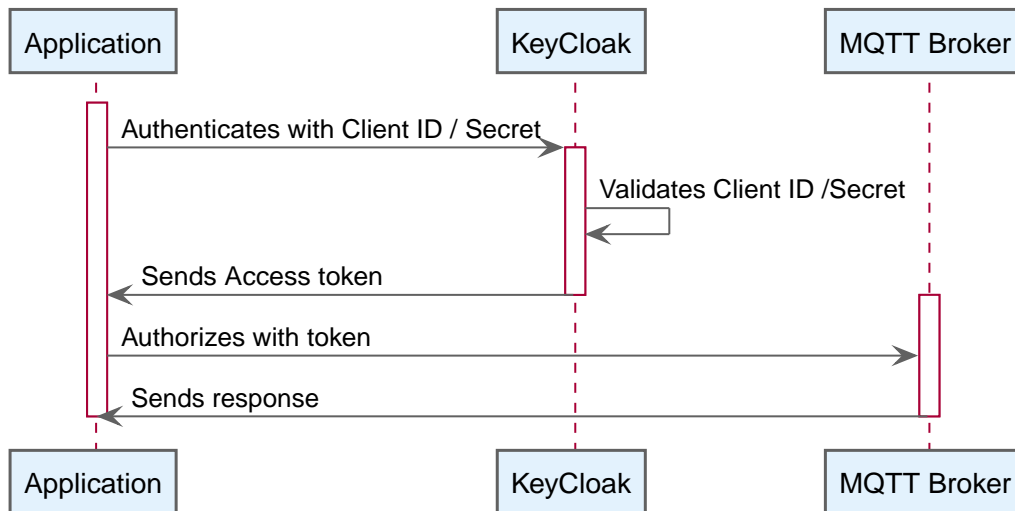 Application
KeyCloak
MQTT Broker
Authenticates with Client ID / Secret
Validates Client ID /Secret
Sends Access token
Authorizes with token
Sends response
Application
KeyCloak
MQTT Broker